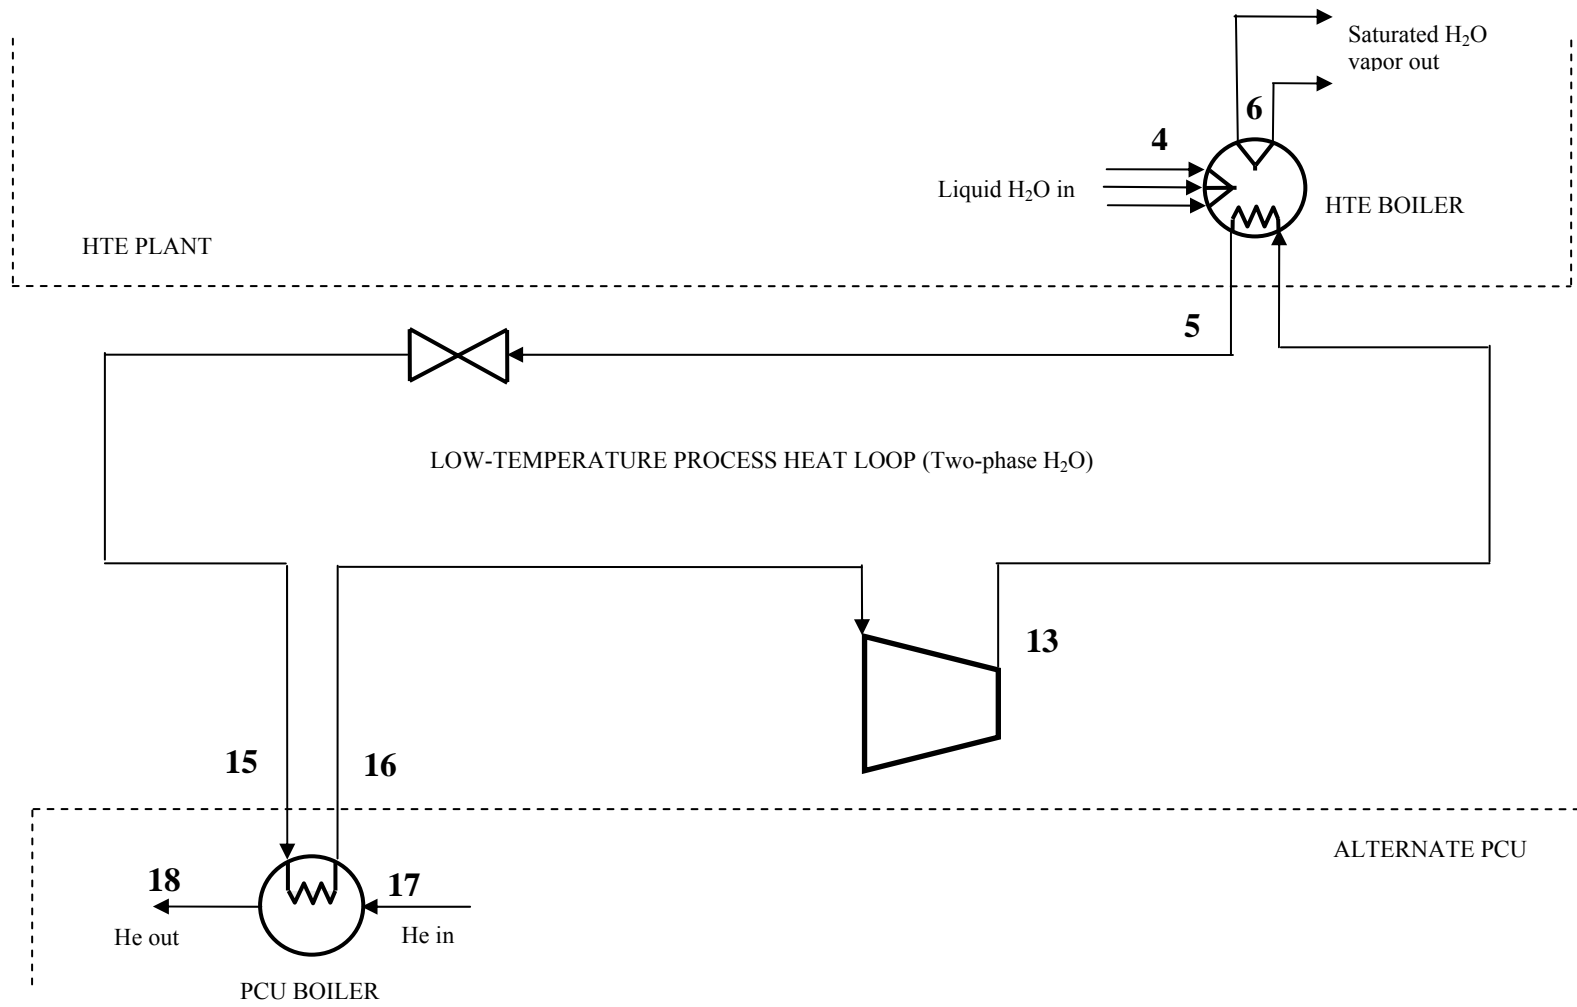 Saturated H₂O
vapor out
6
4
Liquid H₂O in
HTE BOILER
HTE PLANT
5
LOW-TEMPERATURE PROCESS HEAT LOOP (Two-phase H₂O)
13
15
16
ALTERNATE PCU
18
17
He out
He in
PCU BOILER